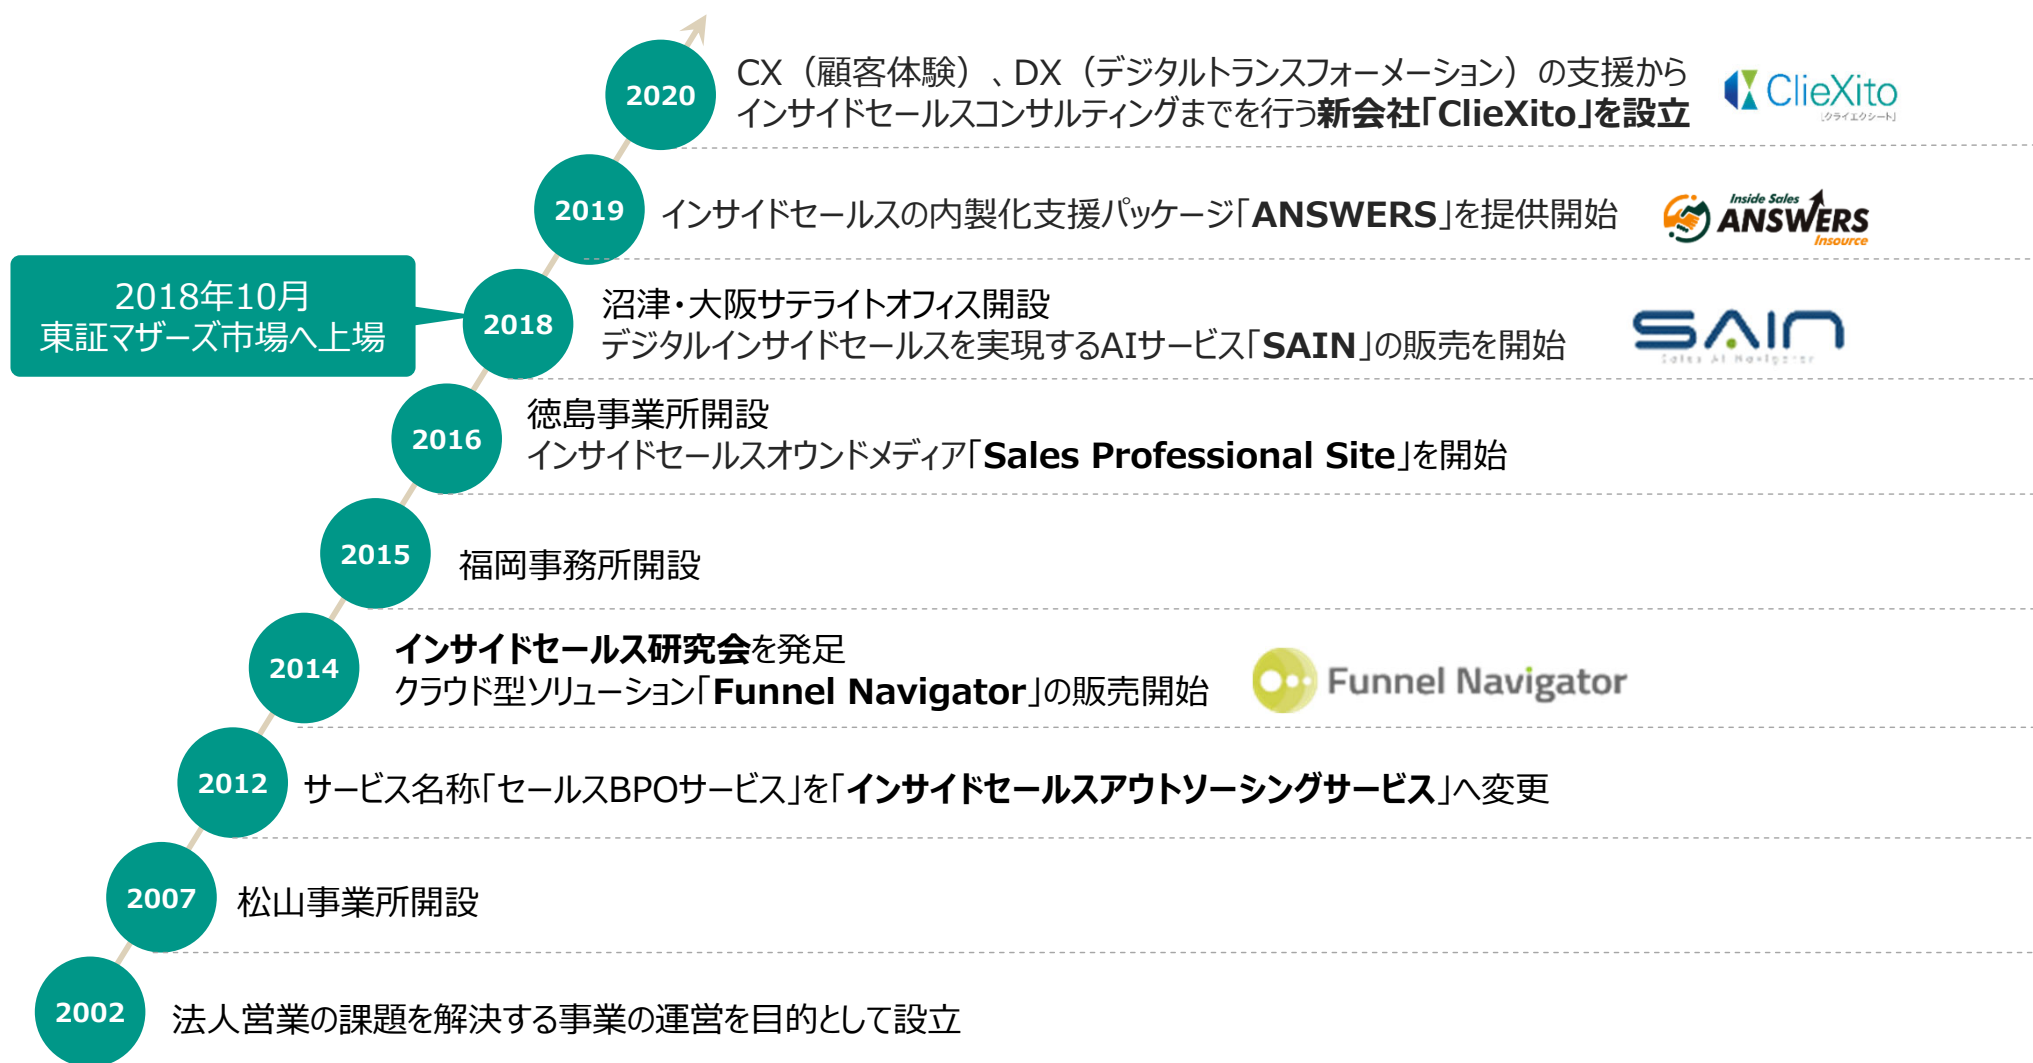 2020
CX（顧客体験）、DX（デジタルトランスフォーメーション）の支援から
インサイドセールスコンサルティングまでを行う新会社「ClieXito」を設立
ClieXito
［クライエクシート］
2019
インサイドセールスの内製化支援パッケージ「ANSWERS」を提供開始
Inside Sales
ANSWERS
Insource
2018年10月
東証マザーズ市場へ上場
2018
沼津・大阪サテライトオフィス開設
デジタルインサイドセールスを実現するAIサービス「SAIN」の販売を開始
SAIN
Sales AI Navigator
2016
徳島事業所開設
インサイドセールスオウンドメディア「Sales Professional Site」を開始
2015
福岡事務所開設
2014
インサイドセールス研究会を発足
クラウド型ソリューション「Funnel Navigator」の販売開始
Funnel Navigator
2012
サービス名称「セールスBPOサービス」を「インサイドセールスアウトソーシングサービス」へ変更
2007
松山事業所開設
2002
法人営業の課題を解決する事業の運営を目的として設立